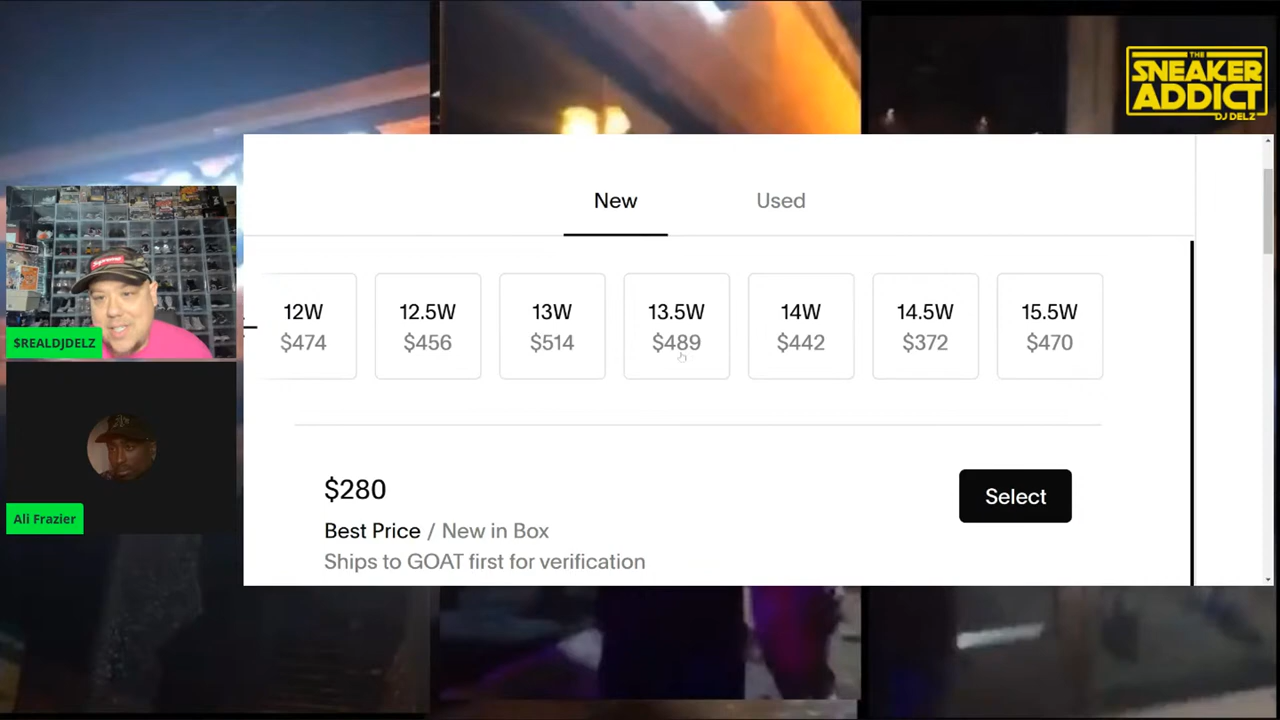 THE
SNEAKER
ADDICT
DJ DELZ
New
Used
12W
$474
12.5W
$456
13W
$514
13.5W
$489
14W
$442
14.5W
$372
15.5W
$470
$280
Best Price / New in Box
Ships to GOAT first for verification
Select
$REALDJDELZ
Ali Frazier